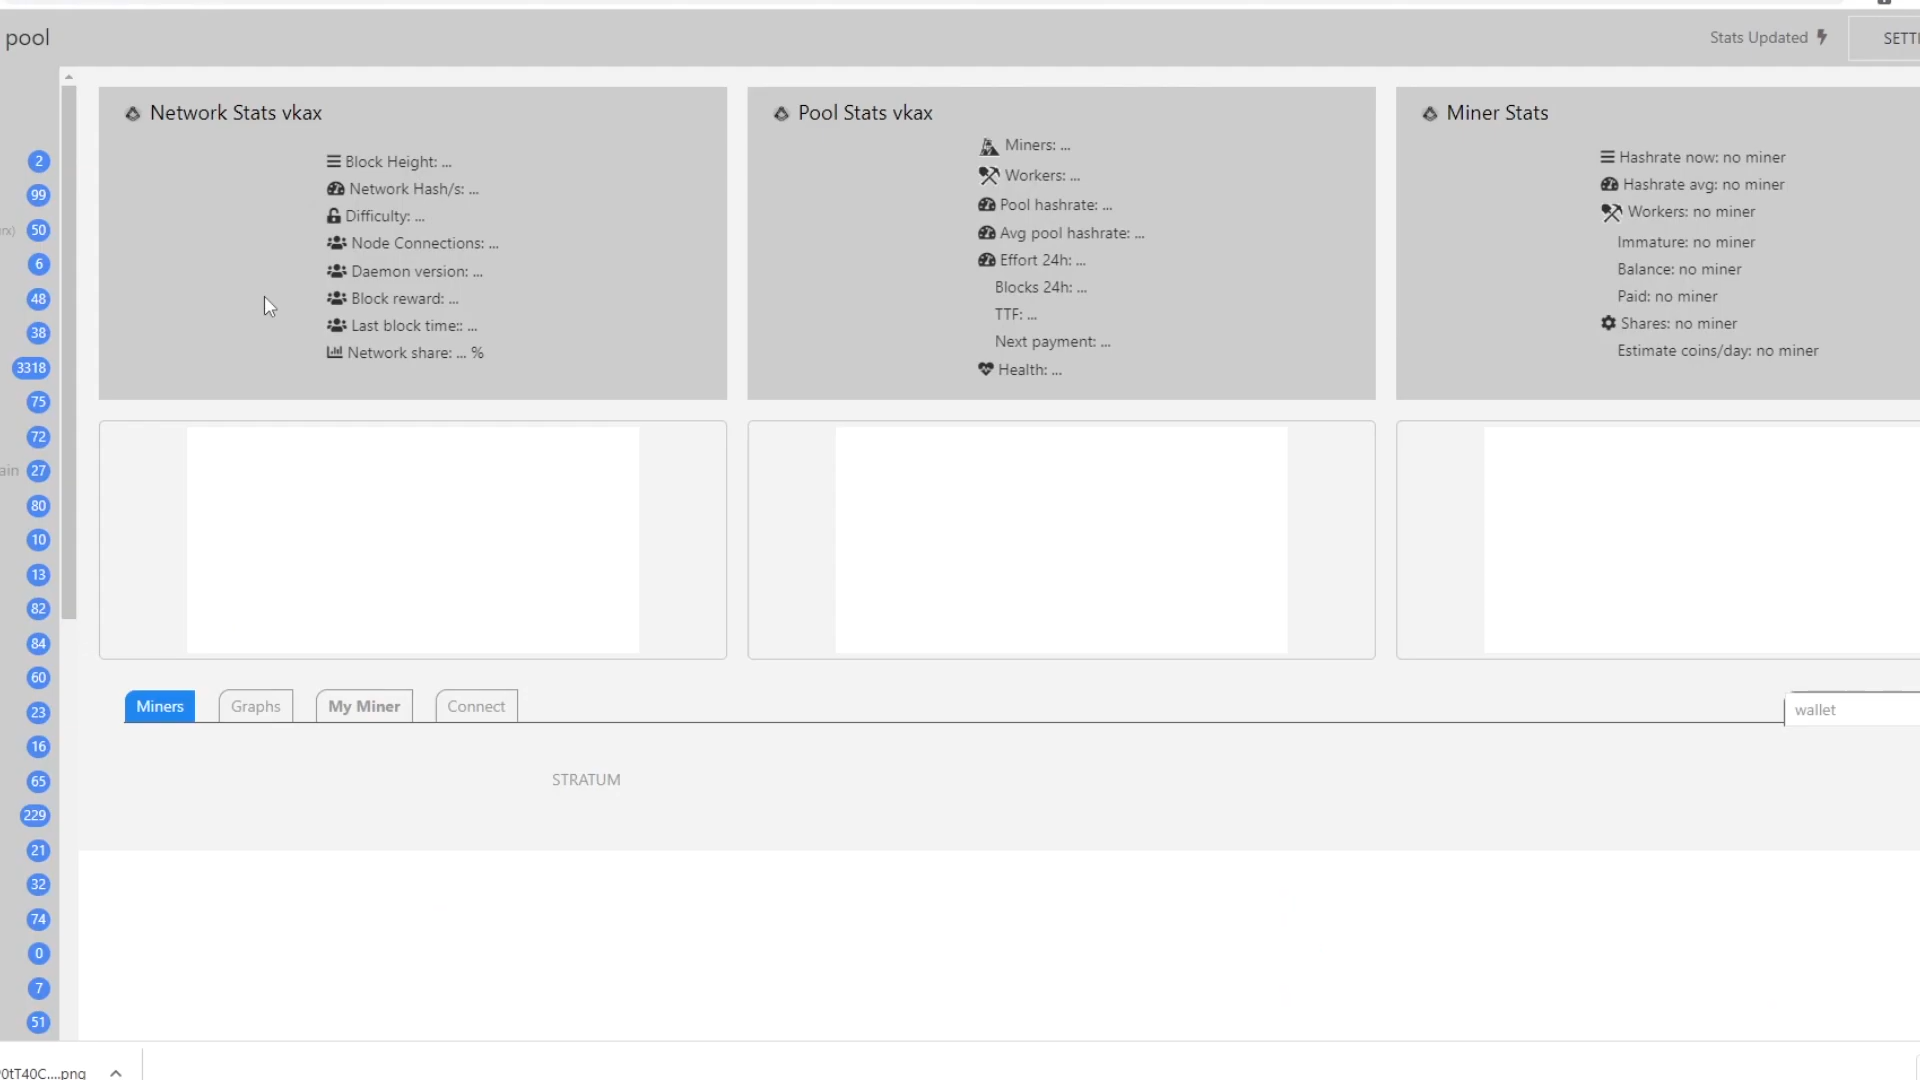 pool
Stats Updated
SETTI
Network Stats vkax
Block Height: ...
Network Hash/s: ...
Difficulty: ...
Node Connections: ...
Daemon version: ...
Block reward: ...
Last block time:: ...
Network share: ... %
Pool Stats vkax
Miners: ...
Workers: ...
Pool hashrate: ...
Avg pool hashrate: ...
Effort 24h: ...
Blocks 24h: ...
TTF: ...
Next payment: ...
Health: ...
Miner Stats
Hashrate now: no miner
Hashrate avg: no miner
Workers: no miner
Immature: no miner
Balance: no miner
Paid: no miner
Shares: no miner
Estimate coins/day: no miner
2
99
50
6
48
38
3318
75
72
ain 27
80
10
13
82
84
60
23
16
65
229
21
32
74
0
7
51
Miners Graphs My Miner Connect
wallet
STRATUM
0tT40C....png